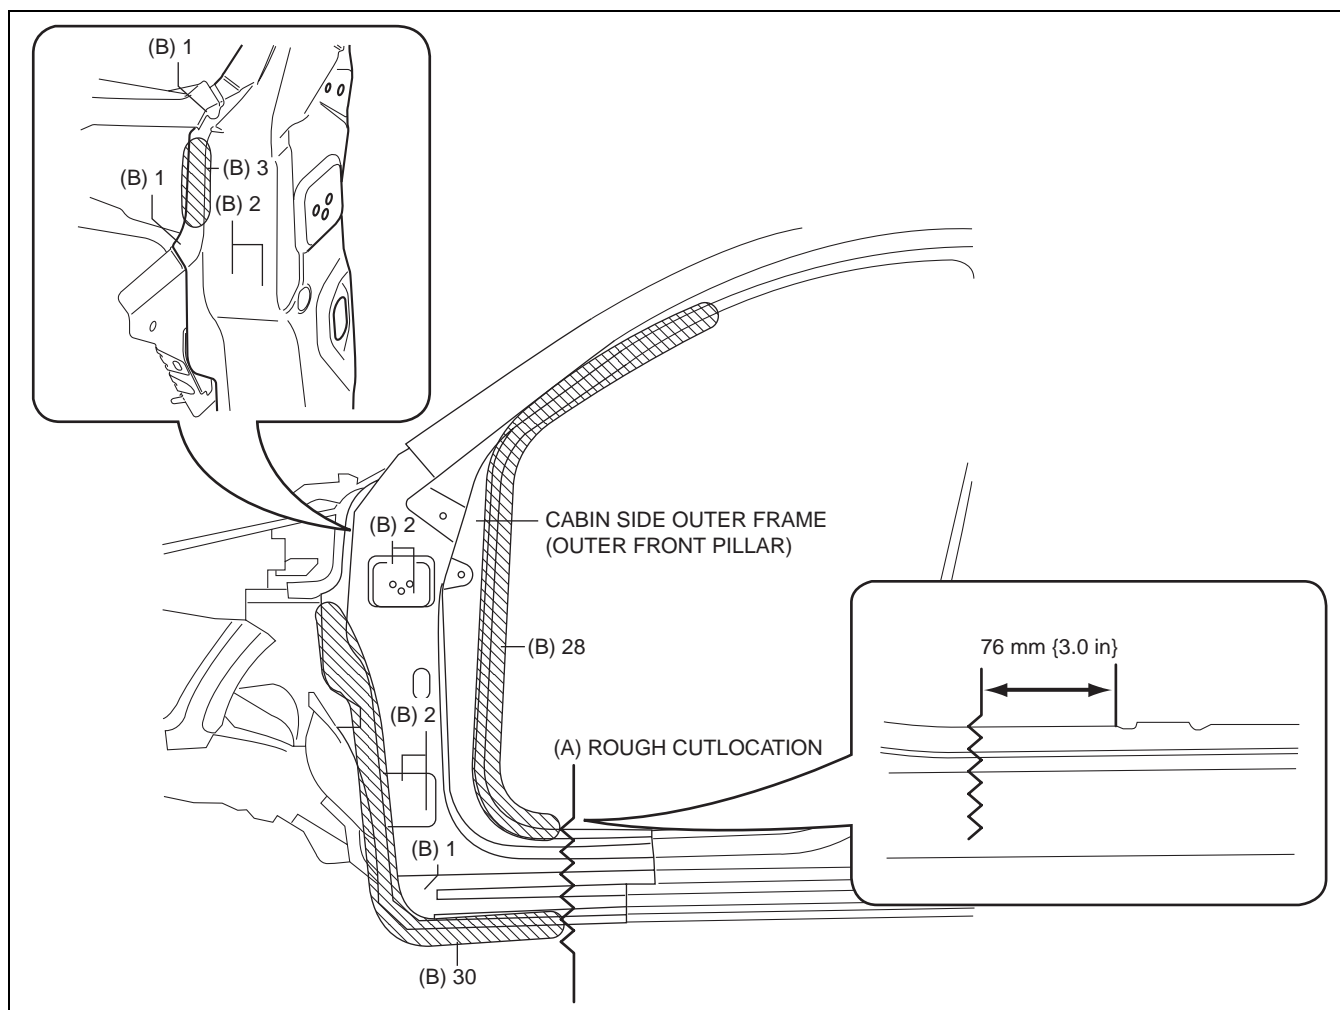 (B) 1
(B) 3
(B) 1
(B) 2
(B) 2
CABIN SIDE OUTER FRAME
(OUTER FRONT PILLAR)
(B) 28
76 mm {3.0 in}
(B) 2
(A) ROUGH CUTLOCATION
(B) 1
(B) 30